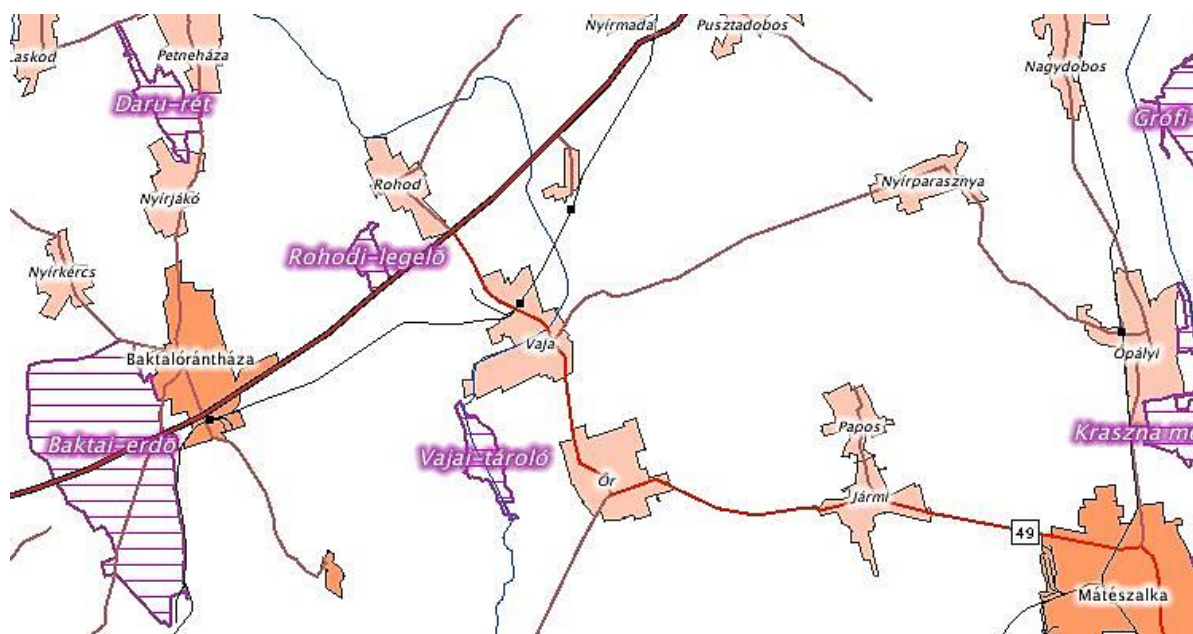 Nyírmada
Pusztadobos
Laskod
Petneháza
Nagydobos
Daru-rét
Grófi-
Rohod
Nyírparasznya
Nyírjákó
Rohodi-legelő
Nyírkércs
Vaja
Baktalórántháza
Ópályi
Papos
Kraszna m
Baktai-erdő
Vajai-tároló
Őr
Jármi
49
Mátészalka